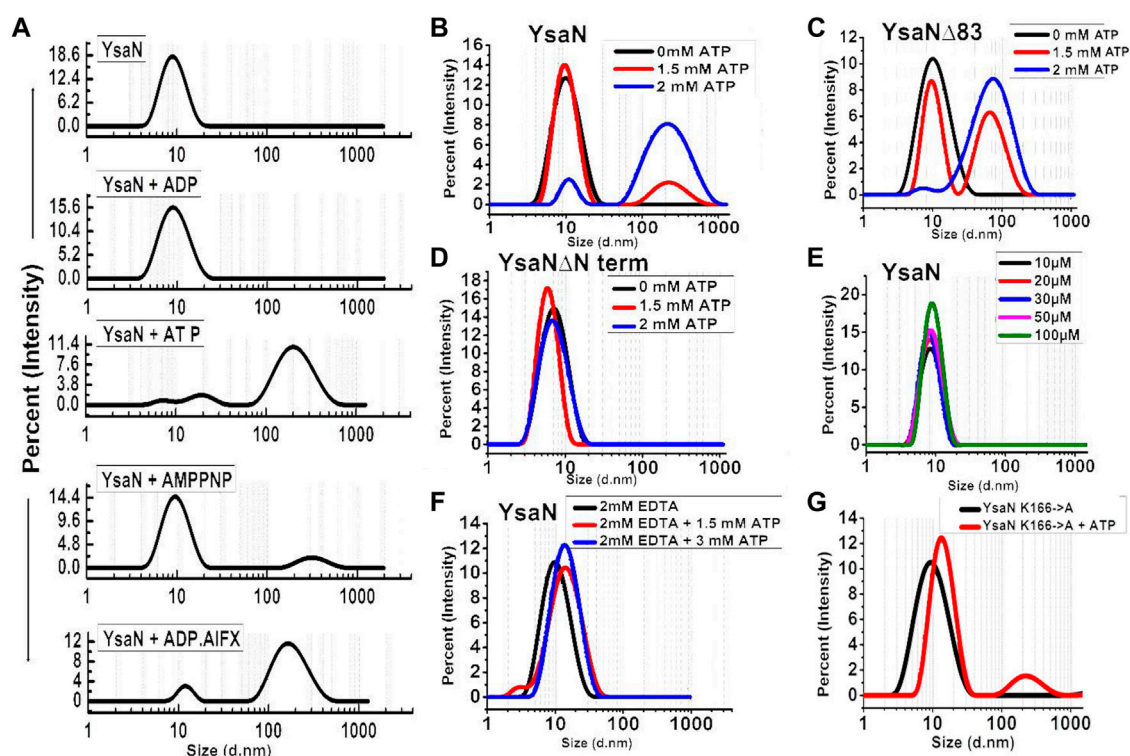 A
Percent (Intensity)
YsaN
18.6
12.4
6.2
0.0
1 10 100 1000
YsaN + ADP
15.6
10.4
5.2
0.0
1 10 100 1000
YsaN + AT P
11.4
7.6
3.8
0.0
1 10 100 1000
YsaN + AMPPNP
14.4
9.6
4.8
0.0
1 10 100 1000
YsaN + ADP.AIFX
12
8
4
0
1 10 100 1000
Size (d.nm)
B
YsaN
0mM ATP
1.5 mM ATP
2 mM ATP
Percent (Intensity)
16
14
12
10
8
6
4
2
0
1 10 100 1000
Size (d.nm)
C
YsaNΔ83
0 mM ATP
1.5 mM ATP
2 mM ATP
Percent (Intensity)
12
10
8
6
4
2
0
1 10 100 1000
Size (d.nm)
D
YsaNΔN term
0 mM ATP
1.5 mM ATP
2 mM ATP
Percent (Intensity)
18
16
14
12
10
8
6
4
2
0
1 10 100 1000
Size (d.nm)
E
YsaN
10µM
20µM
30µM
50µM
100µM
Percent (Intensity)
20
15
10
5
0
1 10 100 1000
Size (d.nm)
F
YsaN
2mM EDTA
2mM EDTA + 1.5 mM ATP
2mM EDTA + 3 mM ATP
Percent (Intensity)
14
12
10
8
6
4
2
0
1 10 100 1000
Size (d.nm)
G
YsaN K166->A
YsaN K166->A + ATP
Percent (Intensity)
14
12
10
8
6
4
2
0
1 10 100 1000
Size (d.nm)